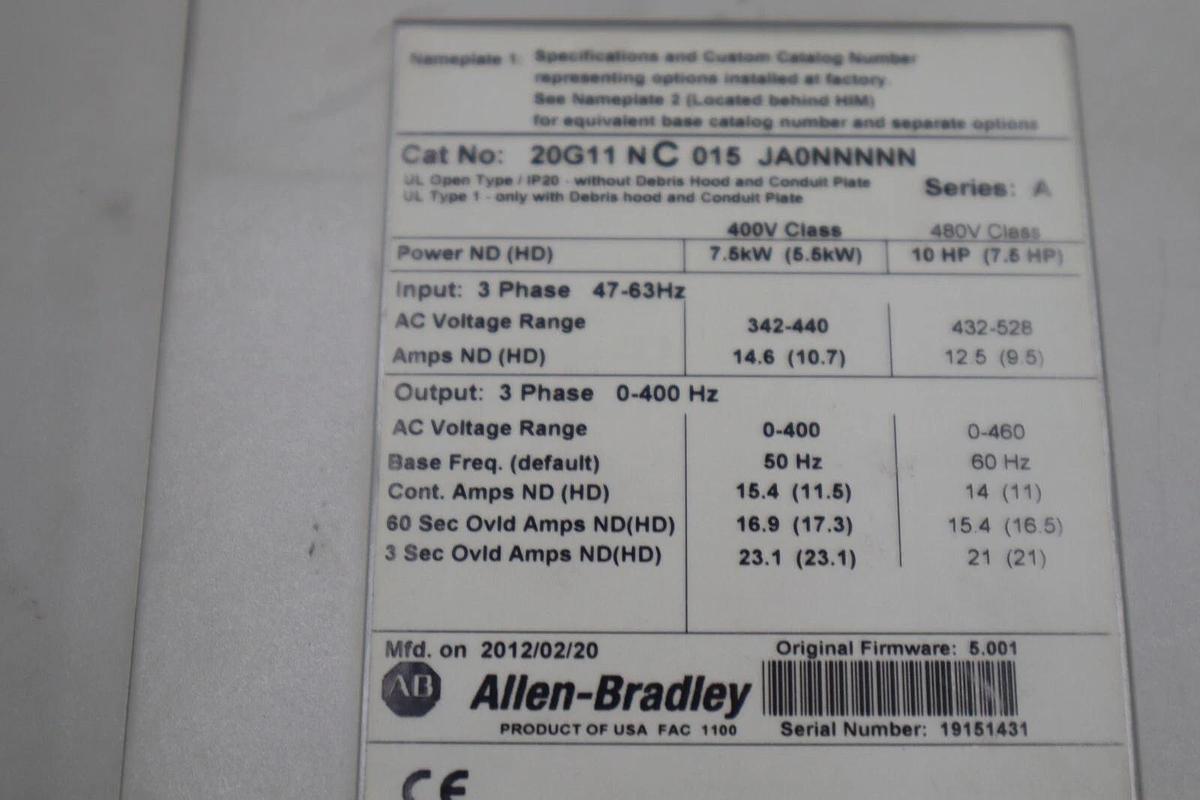 Nameplate 1: Specifications and Custom Catalog Number
representing options installed at factory.
See Nameplate 2 (Located behind HIM)
for equivalent base catalog number and separate options
Cat No: 20G11 NC 015 JA0NNNNN
UL Open Type / IP20 - without Debris Hood and Conduit Plate
UL Type 1 - only with Debris hood and Conduit Plate
Series: A
400V Class 480V Class
Power ND (HD) 7.5kW (5.5kW) 10 HP (7.5 HP)
Input: 3 Phase 47-63Hz
AC Voltage Range 342-440 432-528
Amps ND (HD) 14.6 (10.7) 12.5 (9.5)
Output: 3 Phase 0-400 Hz
AC Voltage Range 0-400 0-460
Base Freq. (default) 50 Hz 60 Hz
Cont. Amps ND (HD) 15.4 (11.5) 14 (11)
60 Sec Ovld Amps ND(HD) 16.9 (17.3) 15.4 (16.5)
3 Sec Ovld Amps ND(HD) 23.1 (23.1) 21 (21)
Mfd. on 2012/02/20 Original Firmware: 5.001
AB Allen-Bradley
PRODUCT OF USA FAC 1100 Serial Number: 19151431
CE